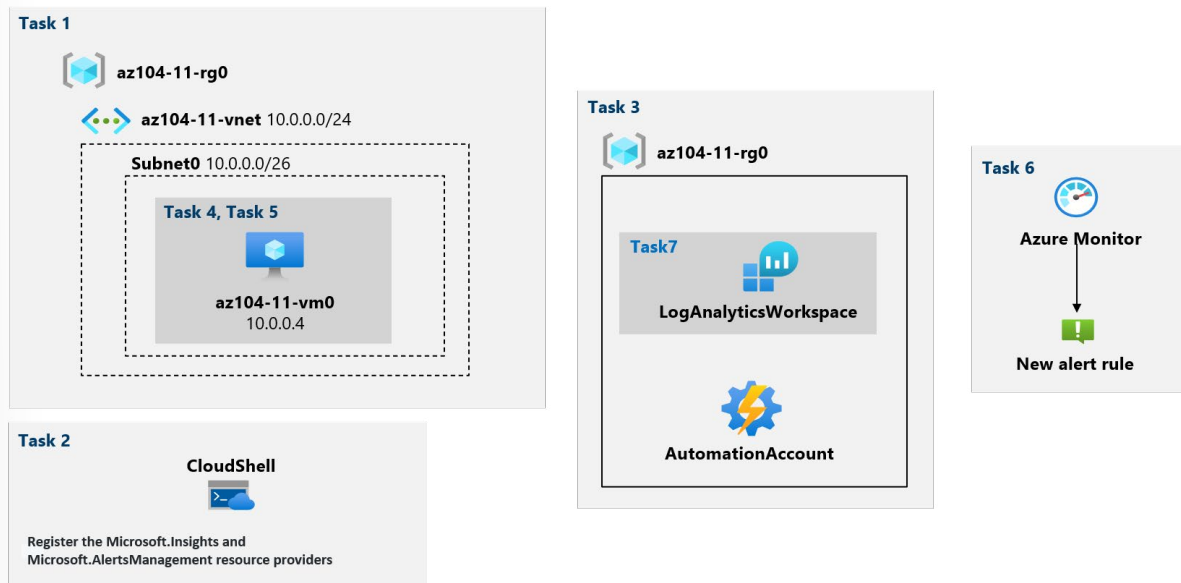 Task 1
az104-11-rg0
az104-11-vnet 10.0.0.0/24
Subnet0 10.0.0.0/26
Task 4, Task 5
az104-11-vm0
10.0.0.4
Task 2
CloudShell
Register the Microsoft.Insights and
Microsoft.AlertsManagement resource providers
Task 3
az104-11-rg0
Task7
LogAnalyticsWorkspace
AutomationAccount
Task 6
Azure Monitor
New alert rule